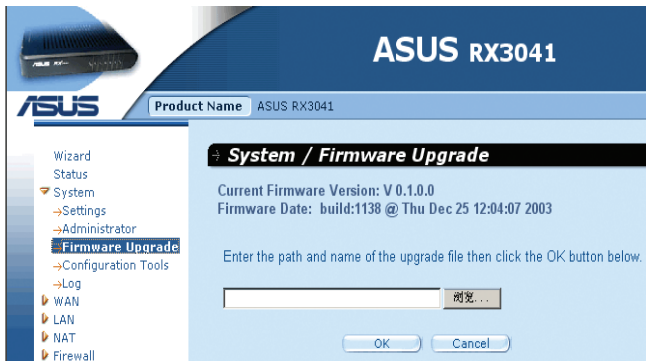 ASUS RX3041
ASUS
Product Name ASUS RX3041
Wizard
Status
System
→Settings
→Administrator
→Firmware Upgrade
→Configuration Tools
→Log
WAN
LAN
NAT
Firewall
System / Firmware Upgrade
Current Firmware Version: V 0.1.0.0
Firmware Date: build:1138 @ Thu Dec 25 12:04:07 2003
Enter the path and name of the upgrade file then click the OK button below.
浏览...
OK
Cancel